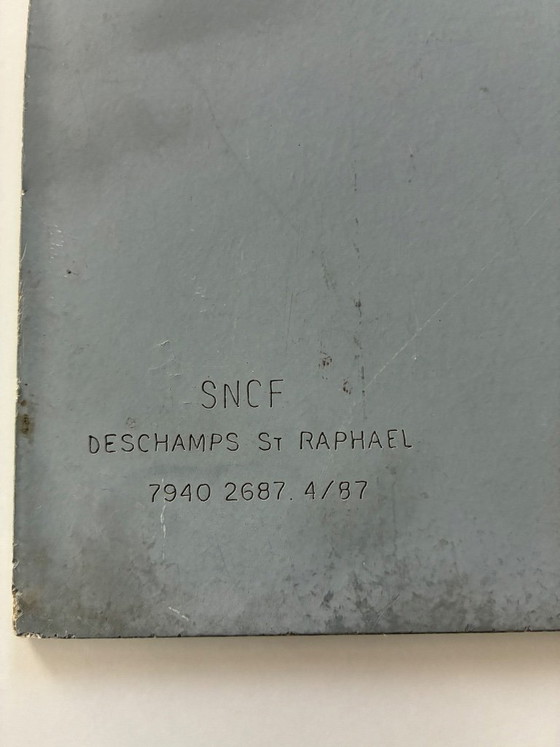 SNCF
DESCHAMPS ST RAPHAEL
7940 2687. 4/87